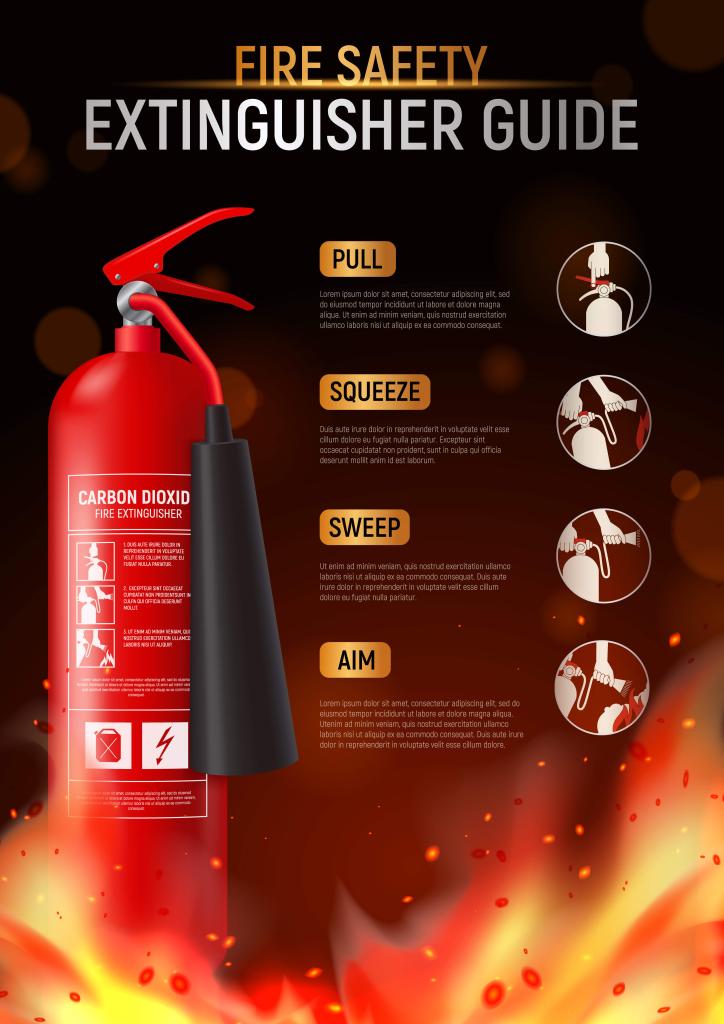 FIRE SAFETY
EXTINGUISHER GUIDE
PULL
Lorem ipsum dolor sit amet, consectetur adipiscing elit, sed
do eiusmod tempor incididunt ut labore et dolore magna
aliqua. Ut enim ad minim veniam, quis nostrud exercitation
ullamco laboris nisi ut aliquip ex ea commodo consequat.
SQUEEZE
Duis aute irure dolor in reprehenderit in voluptate velit esse
cillum dolore eu fugiat nulla pariatur. Excepteur sint
occaecat cupidatat non proident, sunt in culpa qui officia
deserunt mollit anim id est laborum.
SWEEP
Ut enim ad minim veniam, quis nostrud exercitation ullamco
laboris nisi ut aliquip ex ea commodo consequat. Duis aute
irure dolor in reprehenderit in voluptate velit esse cillum
dolore eu fugiat nulla pariatur.
AIM
Lorem ipsum dolor sit amet, consectetur adipiscing elit, sed do
eiusmod tempor incididunt ut labore et dolore magna aliqua.
Utenim ad minim veniam, quis nostrud exercitation ullamco
laboris nisi ut aliquip ex ea commodo consequat. Duis aute irure
dolor in reprehenderit in voluptate velit esse cillum dolore.
CARBON DIOXID
FIRE EXTINGUISHER
1. DUIS AUTE IRURE DOLOR IN
REPREHENDERIT IN VOLUPTATE
VELIT ESSE CILLUM DOLORE EU
FUGIAT NULLA PARIATUR.
2. EXCEPTEUR SINT OCCAECAT
CUPIDATAT NON PROIDENTSUNT IN
CULPA QUI OFFICIA DESERUNT
MOLLIT.
3. UT ENIM AD MINIM VENIAM, QUI
NOSTRUD EXERCITATION ULLAMCO
LABORIS NISI UT ALIQUIP